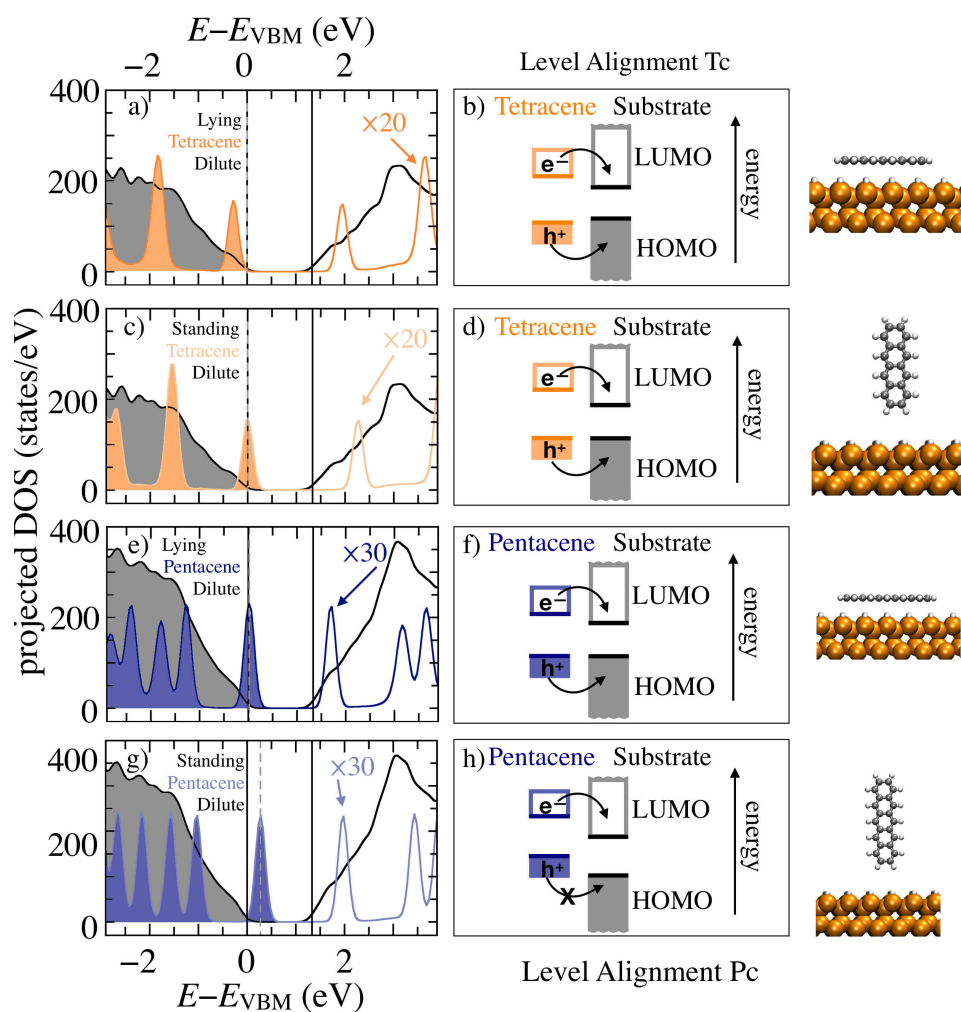 E−E_VBM (eV)
−2 0 2
Level Alignment Tc
projected DOS (states/eV)
400
200
0
a)
Lying
Tetracene
Dilute
×20
b) Tetracene Substrate
e−
LUMO
h+
HOMO
energy
400
200
0
c)
Standing
Tetracene
Dilute
×20
d) Tetracene Substrate
e−
LUMO
h+
HOMO
energy
400
200
0
e)
Lying
Pentacene
Dilute
×30
f) Pentacene Substrate
e−
LUMO
h+
HOMO
energy
400
200
0
g)
Standing
Pentacene
Dilute
×30
h) Pentacene Substrate
e−
LUMO
h+
X
HOMO
energy
−2 0 2
E−E_VBM (eV)
Level Alignment Pc